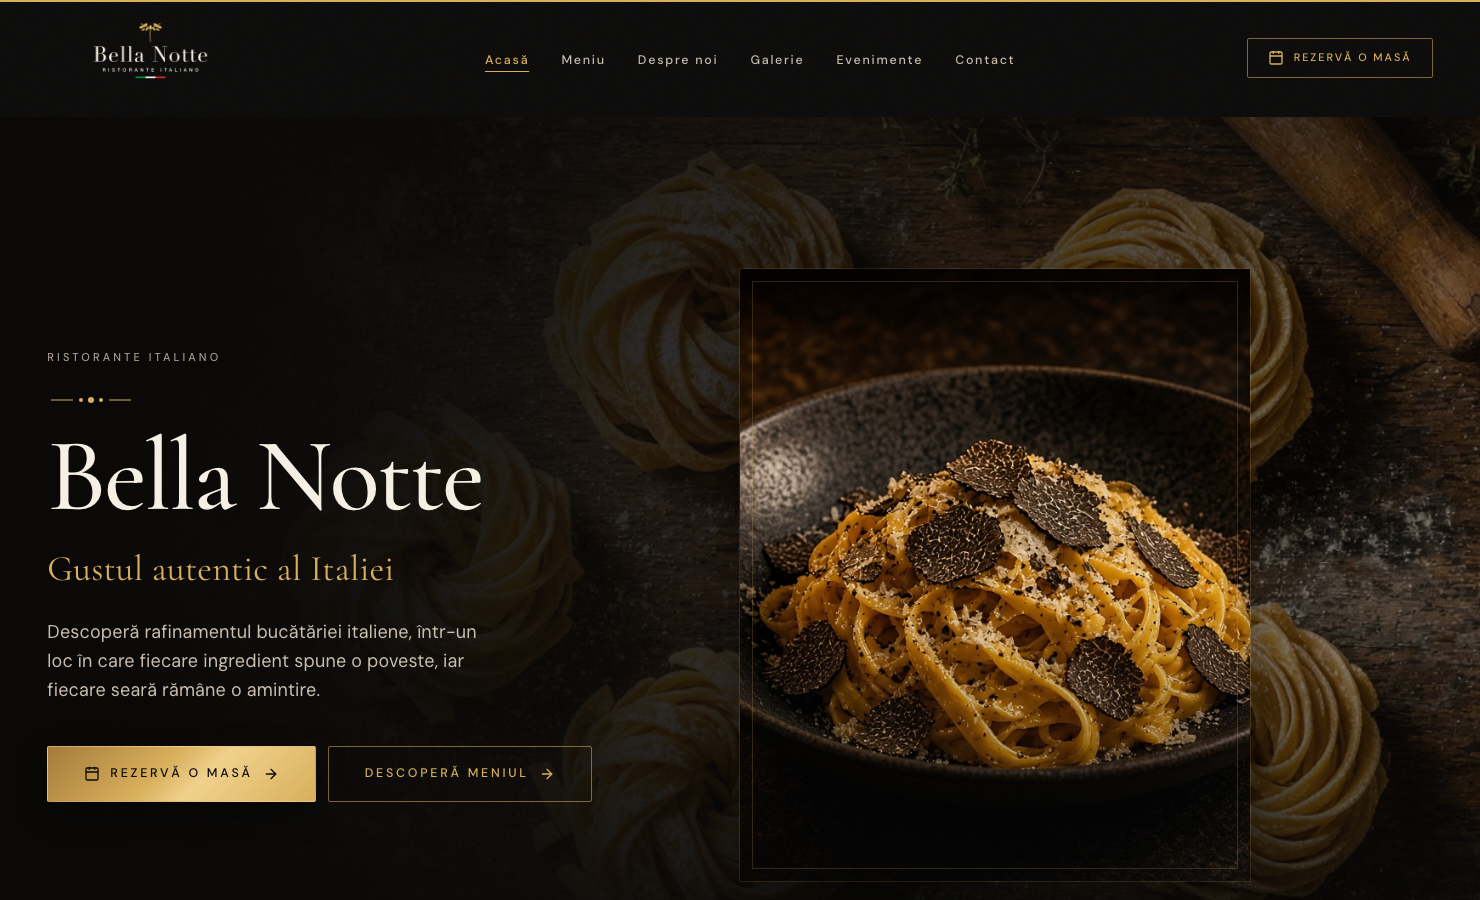 Bella Notte
RISTORANTE ITALIANO
Acasă
Meniu
Despre noi
Galerie
Evenimente
Contact
REZERVĂ O MASĂ
RISTORANTE ITALIANO
Bella Notte
Gustul autentic al Italiei
Descoperă rafinamentul bucătăriei italiene, într-un
loc în care fiecare ingredient spune o poveste, iar
fiecare seară rămâne o amintire.
REZERVĂ O MASĂ
DESCOPERĂ MENIUL